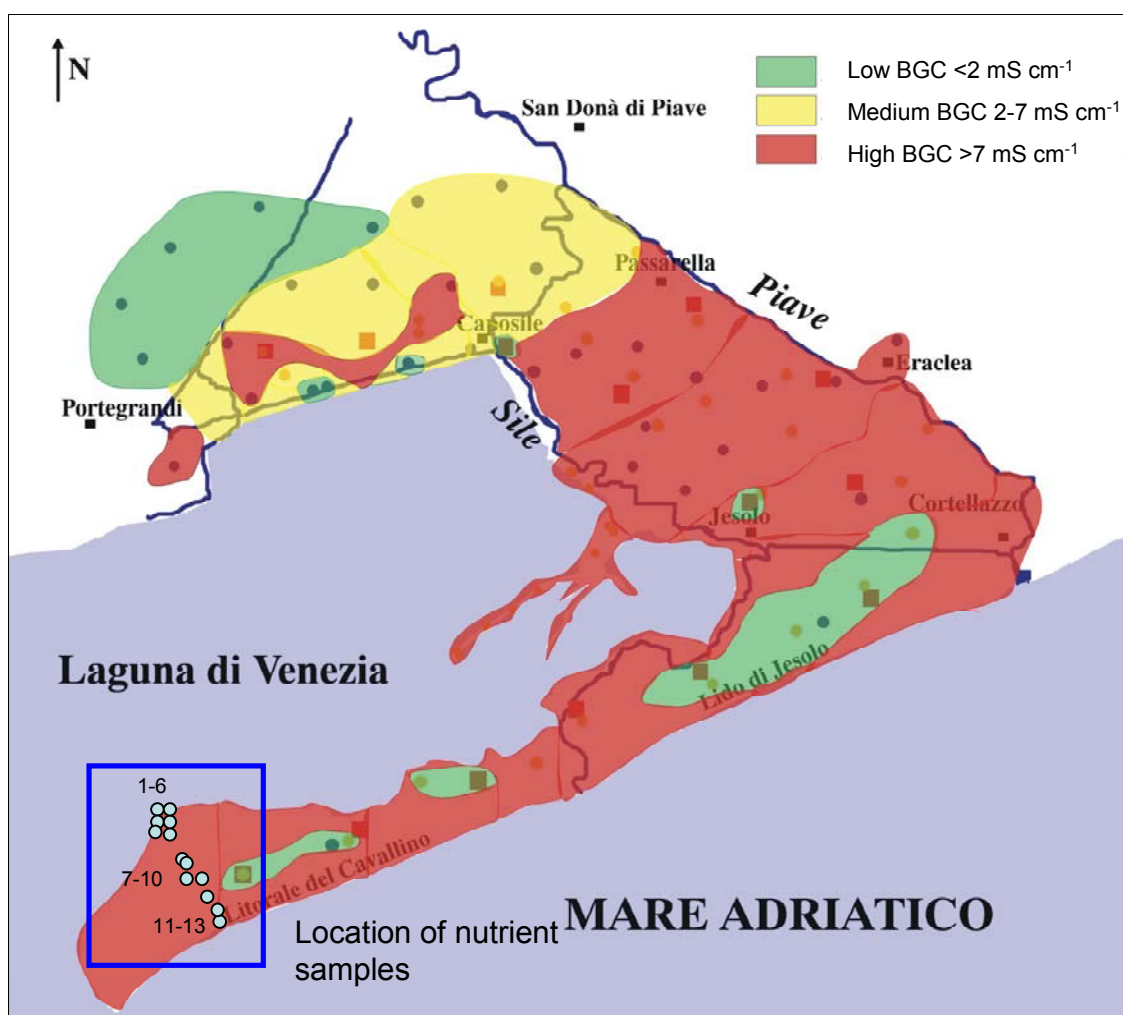 N
Low BGC <2 mS cm-1
Medium BGC 2-7 mS cm-1
High BGC >7 mS cm-1
San Donà di Piave
Passarella
Piave
Caposile
Eraclea
Portegrandi
Sile
Jesolo
Cortellazzo
Laguna di Venezia
Lido di Jesolo
1-6
7-10
11-13
Litorale del Cavallino
MARE ADRIATICO
Location of nutrient
samples